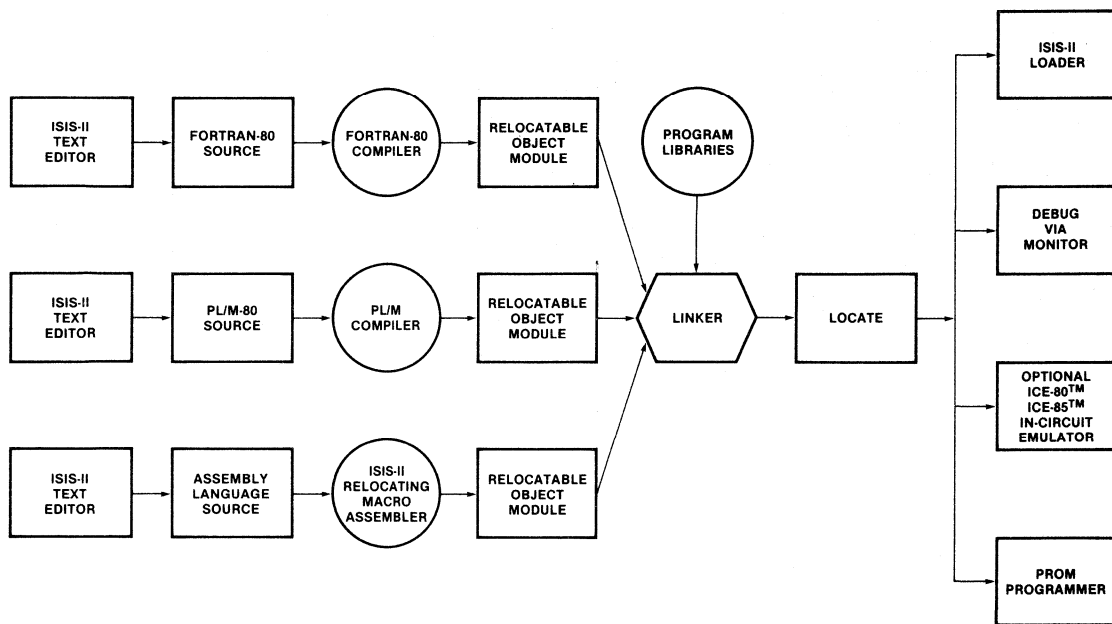 ISIS-II
TEXT
EDITOR
FORTRAN-80
SOURCE
FORTRAN-80
COMPILER
RELOCATABLE
OBJECT
MODULE
PROGRAM
LIBRARIES
ISIS-II
TEXT
EDITOR
PL/M-80
SOURCE
PL/M
COMPILER
RELOCATABLE
OBJECT
MODULE
LINKER
LOCATE
ISIS-II
TEXT
EDITOR
ASSEMBLY
LANGUAGE
SOURCE
ISIS-II
RELOCATING
MACRO
ASSEMBLER
RELOCATABLE
OBJECT
MODULE
ISIS-II
LOADER
DEBUG
VIA
MONITOR
OPTIONAL
ICE-80™
ICE-85™
IN-CIRCUIT
EMULATOR
PROM
PROGRAMMER